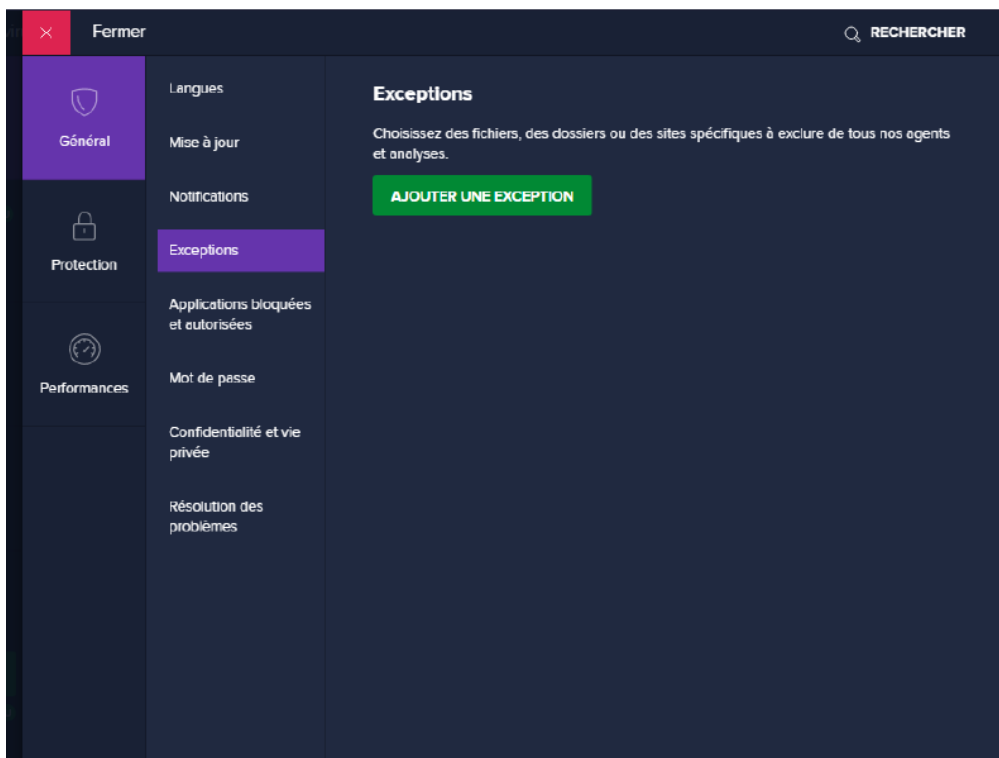 Fermer
RECHERCHER
Général
Protection
Performances
Langues
Mise à jour
Notifications
Exceptions
Applications bloquées
et autorisées
Mot de passe
Confidentialité et vie
privée
Résolution des
problèmes
Exceptions
Choisissez des fichiers, des dossiers ou des sites spécifiques à exclure de tous nos agents
et analyses.
AJOUTER UNE EXCEPTION